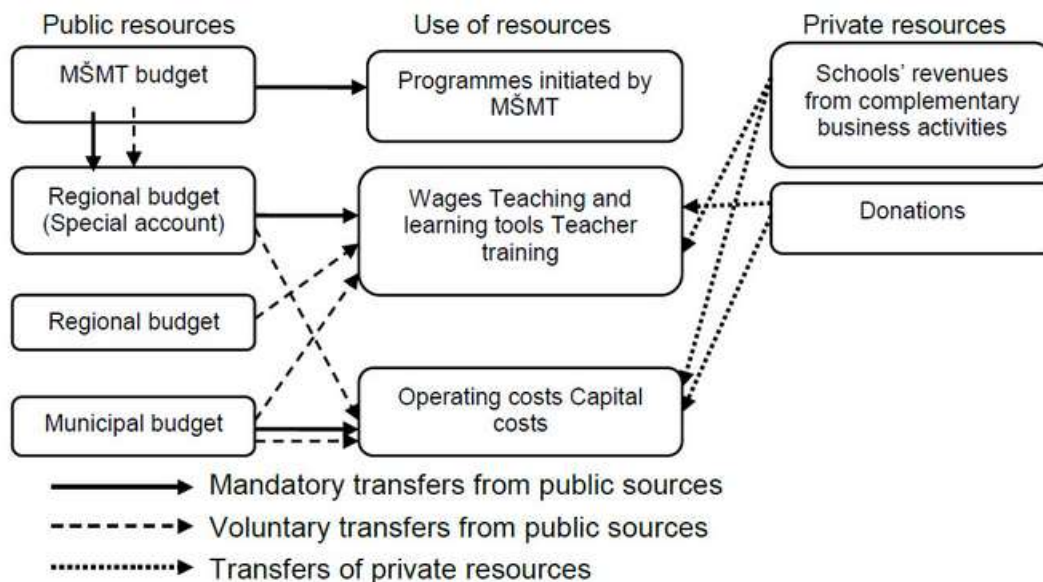 Public resources
Use of resources
Private resources
MŠMT budget
Programmes initiated by
MŠMT
Schools' revenues
from complementary
business activities
Regional budget
(Special account)
Wages Teaching and
learning tools Teacher
training
Donations
Regional budget
Municipal budget
Operating costs Capital
costs
Mandatory transfers from public sources
Voluntary transfers from public sources
Transfers of private resources